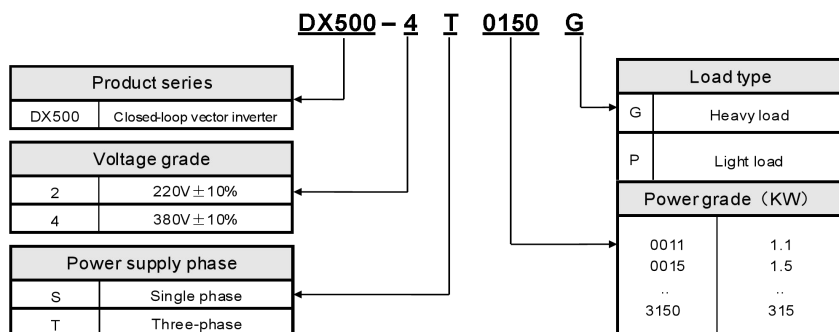 DX500 – 4 T 0150 G
Product series
DX500 Closed-loop vector inverter
Voltage grade
2 220V±10%
4 380V±10%
Power supply phase
S Single phase
T Three-phase
Load type
G Heavy load
P Light load
Power grade（KW）
0011 1.1
0015 1.5
.. ..
3150 315